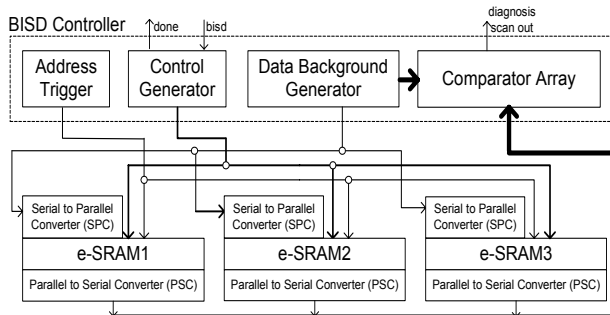 BISD Controller
done
bisd
diagnosis
scan out
Address
Trigger
Control
Generator
Data Background
Generator
Comparator Array
Serial to Parallel
Converter (SPC)
Serial to Parallel
Converter (SPC)
Serial to Parallel
Converter (SPC)
e-SRAM1
e-SRAM2
e-SRAM3
Parallel to Serial Converter (PSC)
Parallel to Serial Converter (PSC)
Parallel to Serial Converter (PSC)